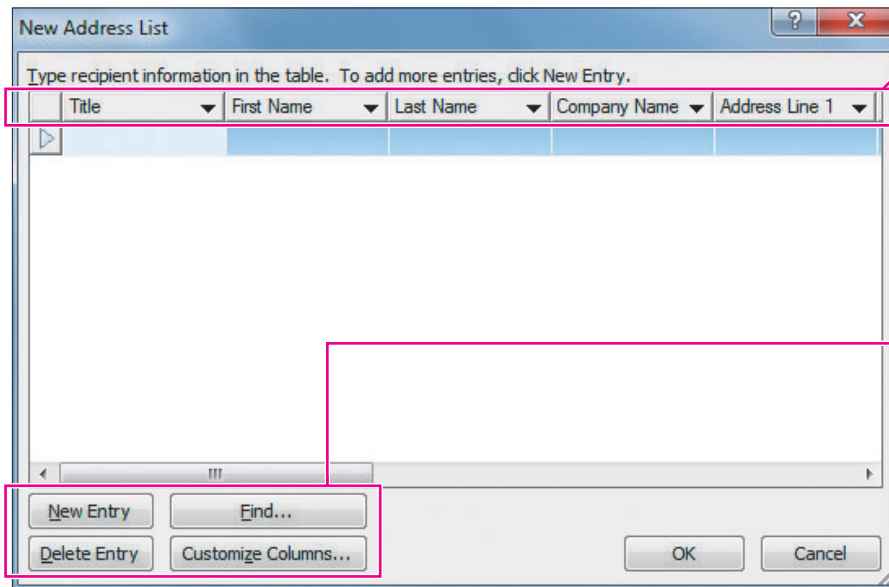 New Address List
?
X
Type recipient information in the table. To add more entries, click New Entry.
Title First Name Last Name Company Name Address Line 1
New Entry Find...
Delete Entry Customize Columns... OK Cancel